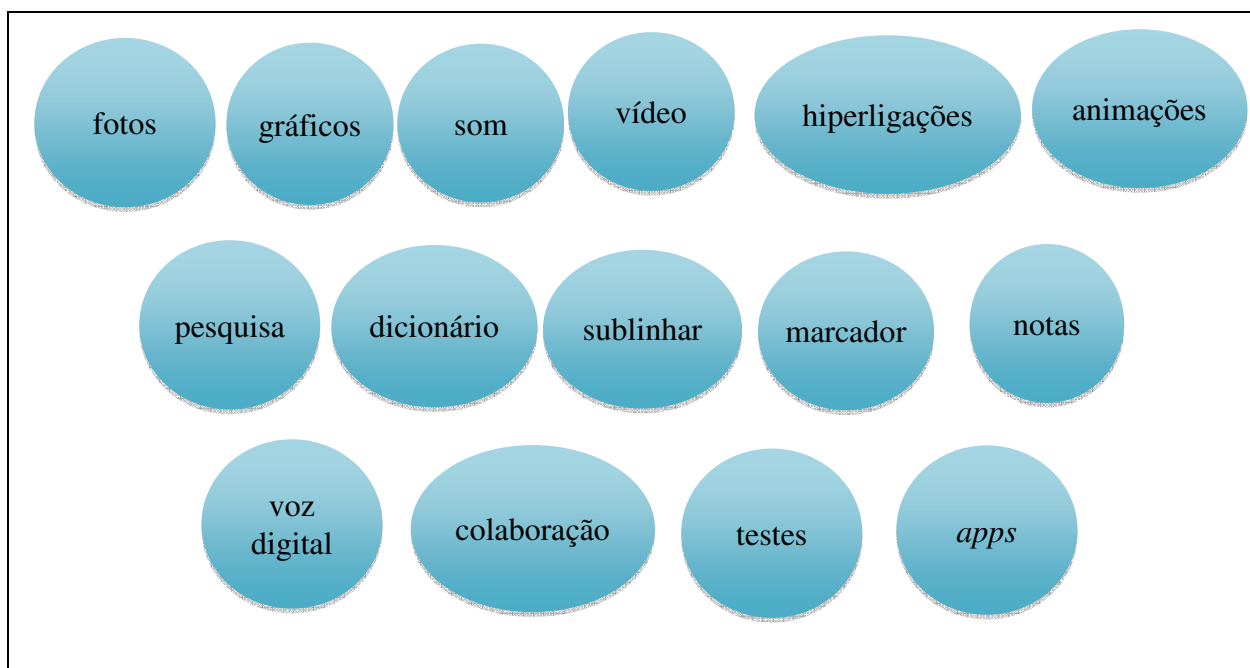 fotos gráficos som vídeo hiperligações animações
pesquisa dicionário sublinhar marcador notas
voz digital colaboração testes apps